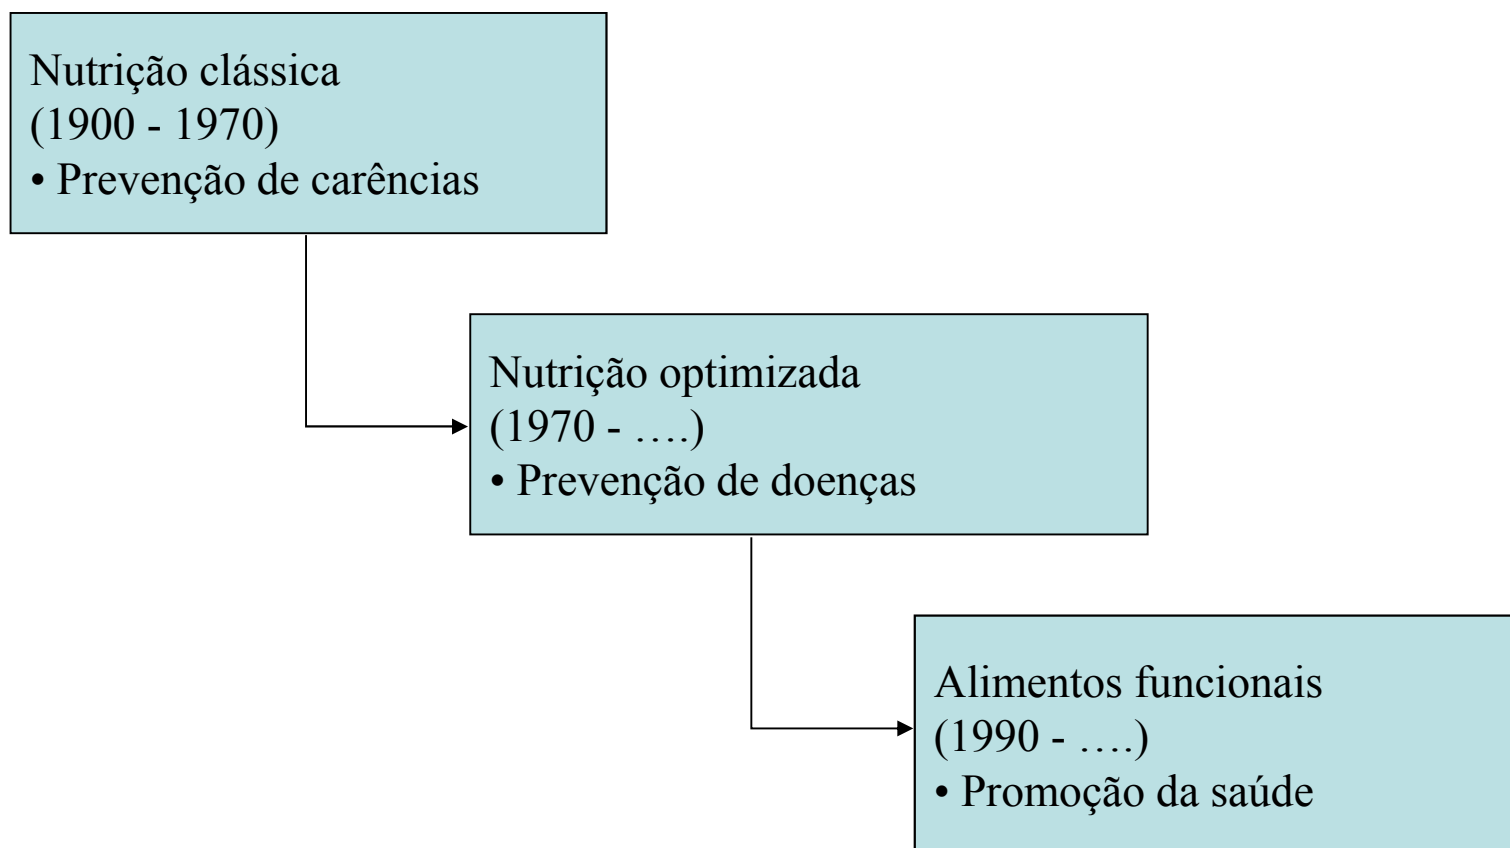 Nutrição clássica
(1900 - 1970)
• Prevenção de carências
Nutrição optimizada
(1970 - ….)
• Prevenção de doenças
Alimentos funcionais
(1990 - ….)
• Promoção da saúde